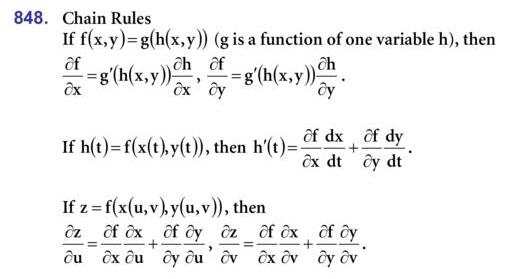 848. Chain Rules
If f(x,y)=g(h(x,y)) (g is a function of one variable h), then
∂f/∂x = g′(h(x,y)) ∂h/∂x , ∂f/∂y = g′(h(x,y)) ∂h/∂y .
If h(t)=f(x(t),y(t)), then h′(t)= ∂f/∂x dx/dt + ∂f/∂y dy/dt .
If z = f(x(u,v),y(u,v)), then
∂z/∂u = ∂f/∂x ∂x/∂u + ∂f/∂y ∂y/∂u , ∂z/∂v = ∂f/∂x ∂x/∂v + ∂f/∂y ∂y/∂v .